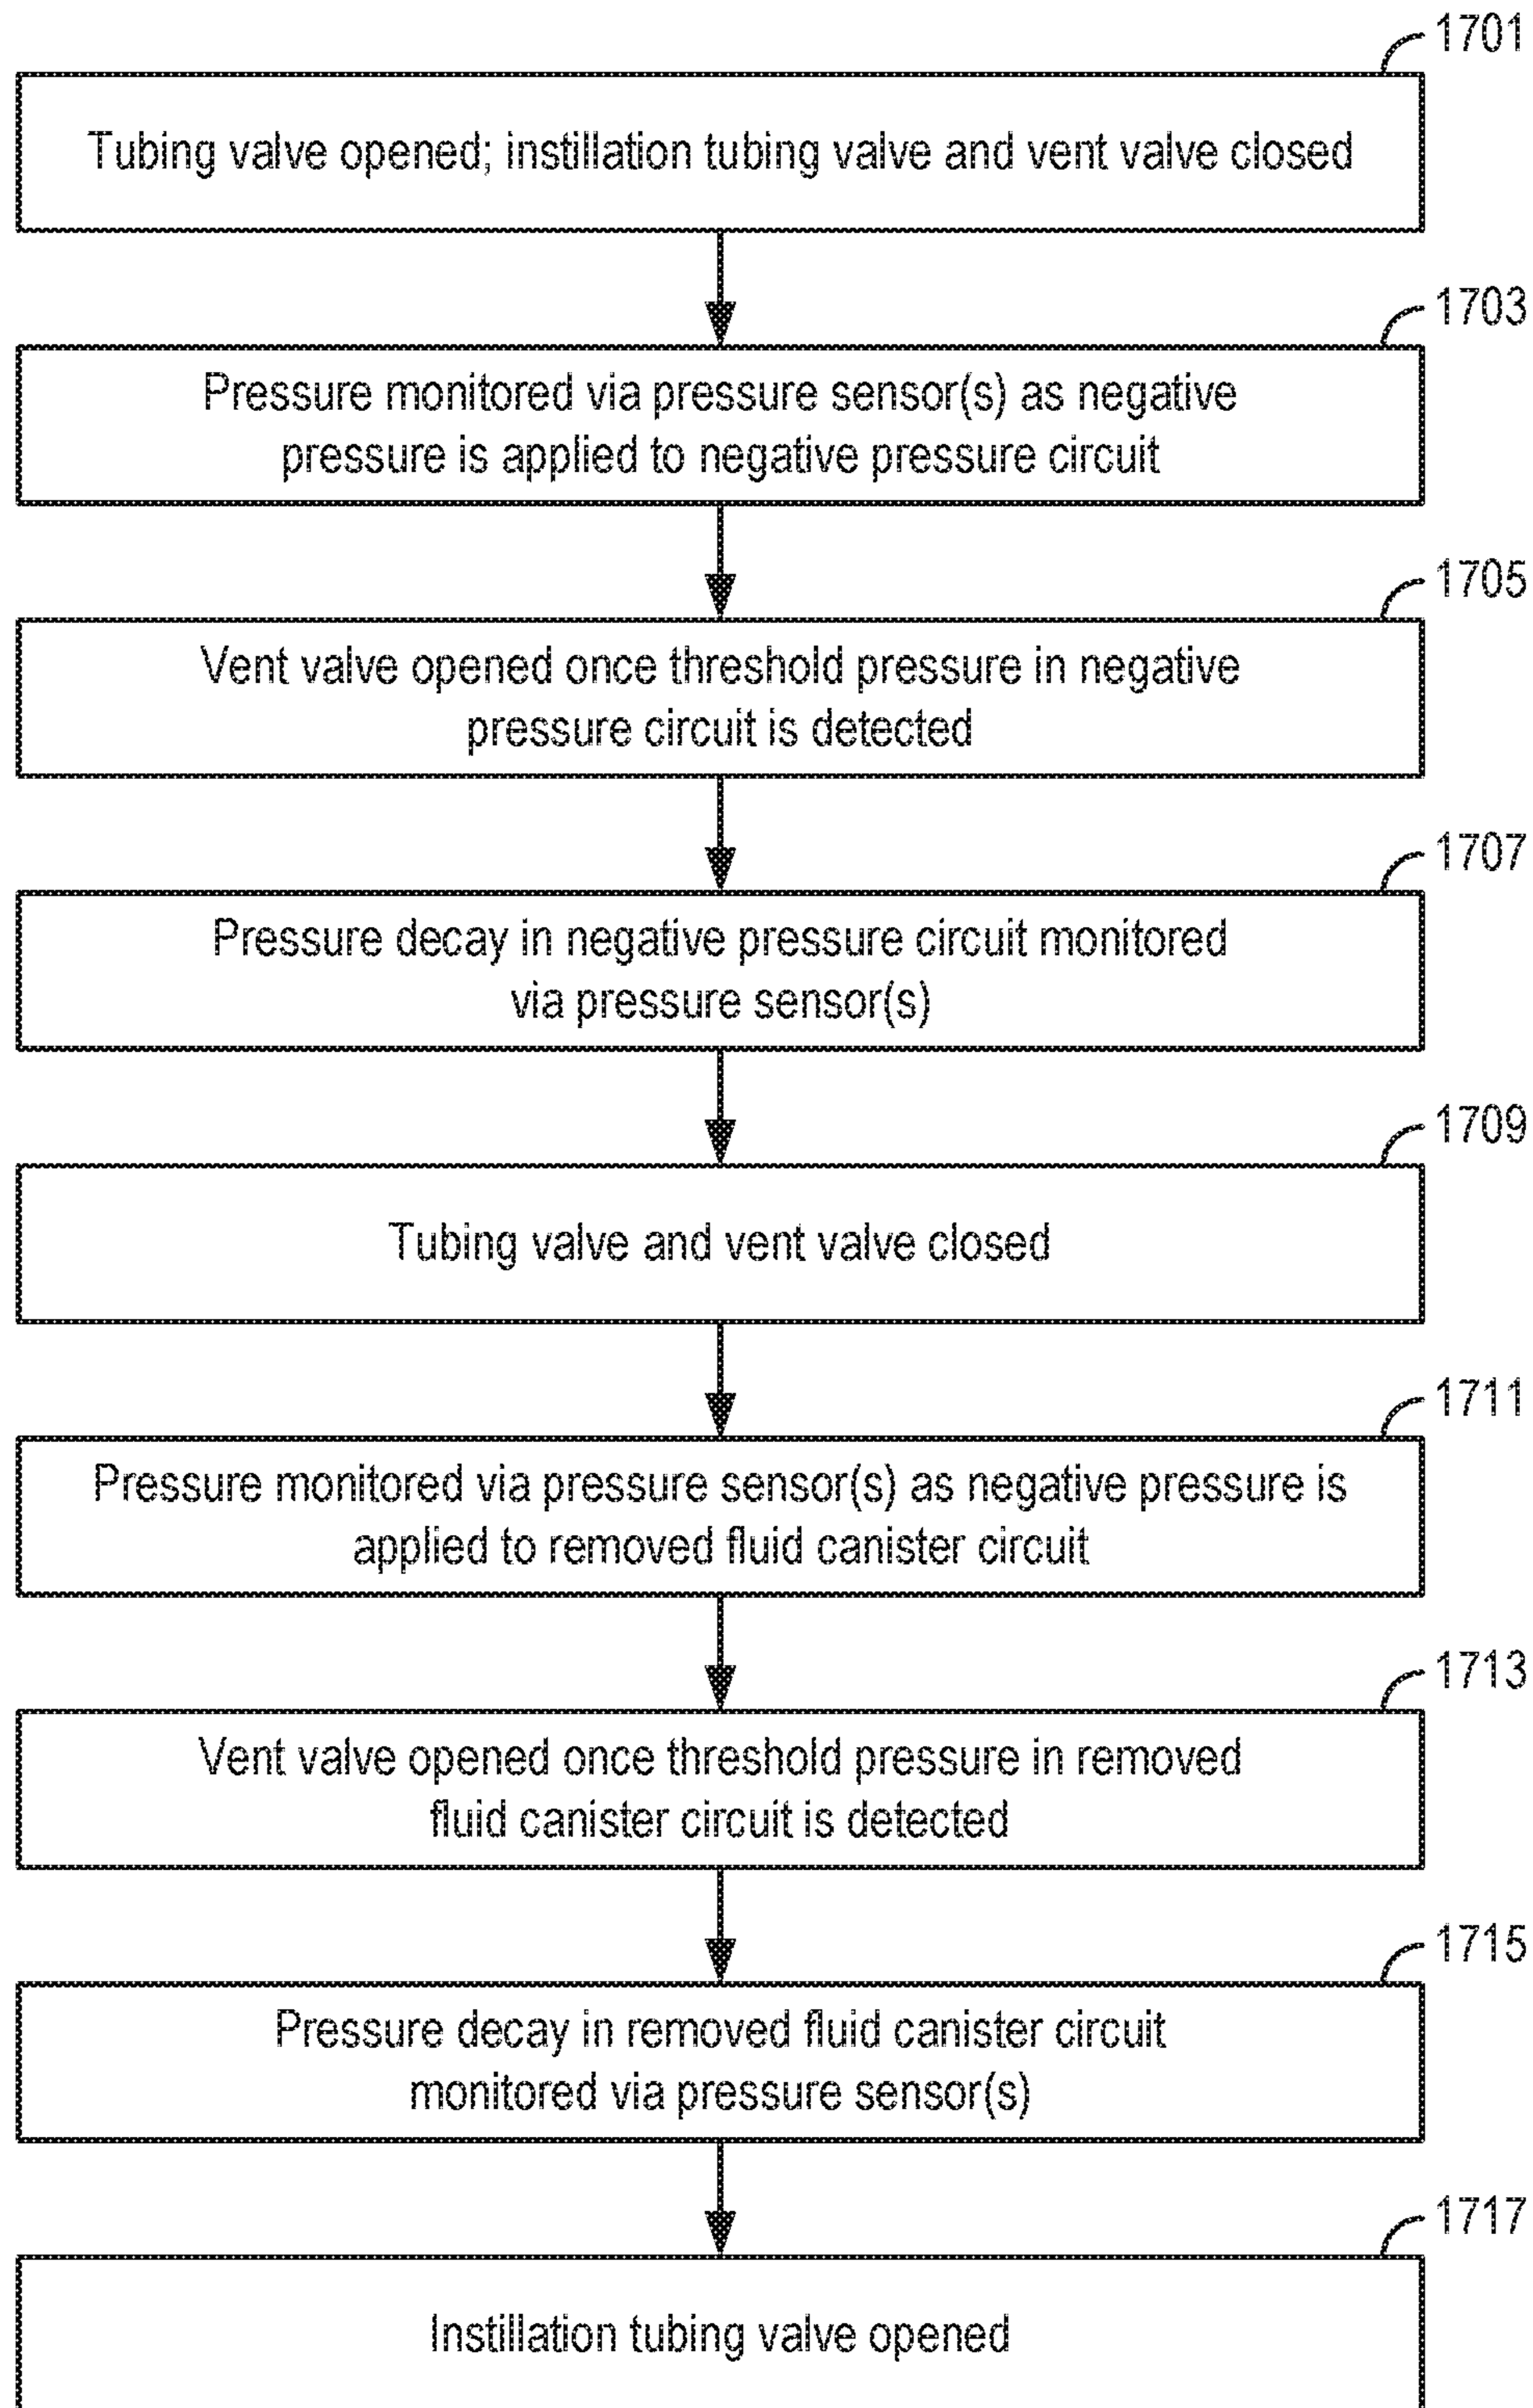 1701
Tubing valve opened; instillation tubing valve and vent valve closed
1703
Pressure monitored via pressure sensor(s) as negative
pressure is applied to negative pressure circuit
1705
Vent valve opened once threshold pressure in negative
pressure circuit is detected
1707
Pressure decay in negative pressure circuit monitored
via pressure sensor(s)
1709
Tubing valve and vent valve closed
1711
Pressure monitored via pressure sensor(s) as negative pressure is
applied to removed fluid canister circuit
1713
Vent valve opened once threshold pressure in removed
fluid canister circuit is detected
1715
Pressure decay in removed fluid canister circuit
monitored via pressure sensor(s)
1717
Instillation tubing valve opened